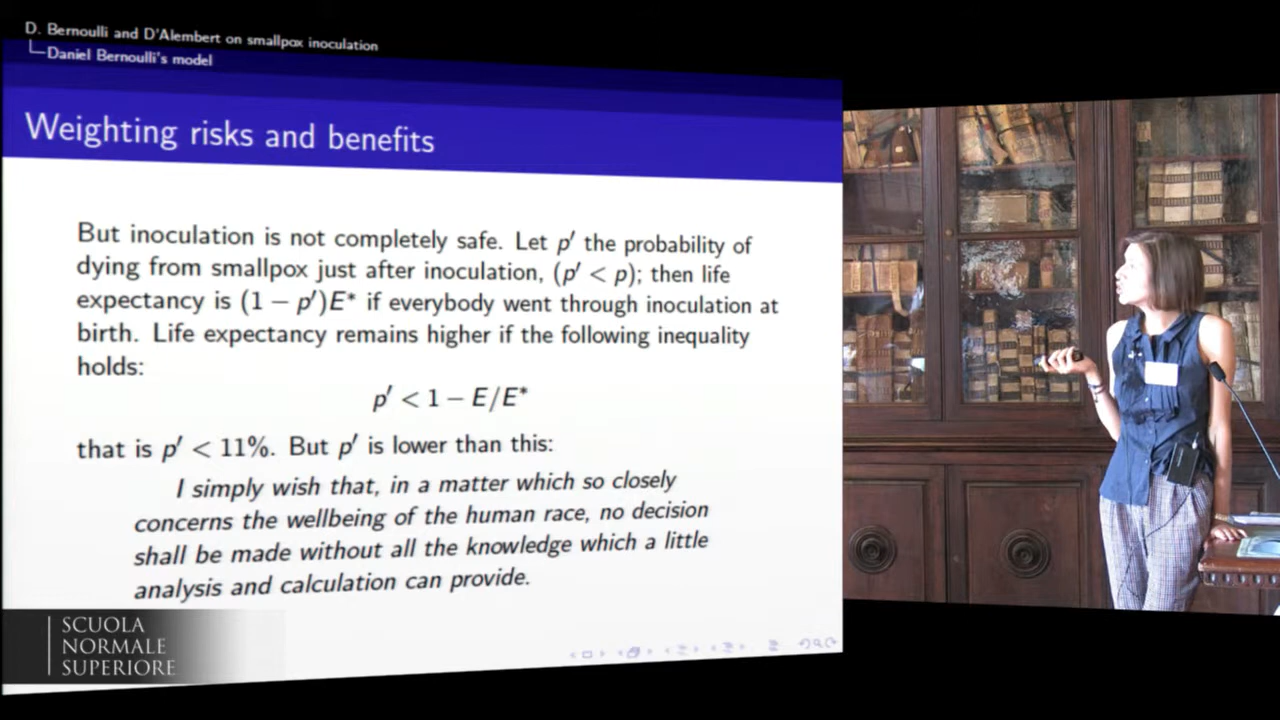 D. Bernoulli and D'Alembert on smallpox inoculation
Daniel Bernoulli's model
Weighting risks and benefits
But inoculation is not completely safe. Let p′ the probability of
dying from smallpox just after inoculation, (p′ < p); then life
expectancy is (1 − p′)E* if everybody went through inoculation at
birth. Life expectancy remains higher if the following inequality
holds:
p′ < 1 − E/E*
that is p′ < 11%. But p′ is lower than this:
I simply wish that, in a matter which so closely
concerns the wellbeing of the human race, no decision
shall be made without all the knowledge which a little
analysis and calculation can provide.
SCUOLA
NORMALE
SUPERIORE